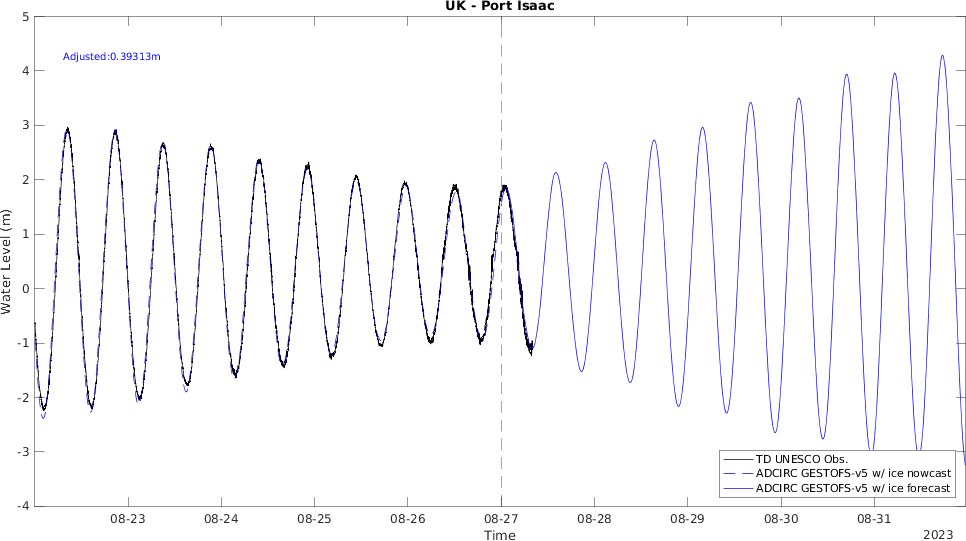 UK - Port Isaac
Adjusted:0.39313m
5
4
3
2
1
0
-1
-2
-3
-4
Water Level (m)
TD UNESCO Obs.
ADCIRC GESTOFS-v5 w/ ice nowcast
ADCIRC GESTOFS-v5 w/ ice forecast
08-23 08-24 08-25 08-26 08-27 08-28 08-29 08-30 08-31
Time
2023